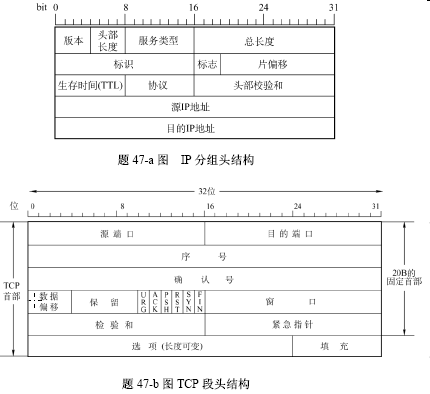 bit 0 8 16 24 31
版本 头部长度 服务类型 总长度
标识 标志 片偏移
生存时间(TTL) 协议 头部校验和
源IP地址
目的IP地址
题 47-a 图 IP 分组头结构
32位
位 0 8 16 24 31
源端口 目的端口
序号
确认号
TCP首部
20B的固定首部
数据偏移 保留 URG ACK PSH RST SYN FIN 窗口
检验和 紧急指针
选项 (长度可变) 填充
题 47-b 图 TCP 段头结构